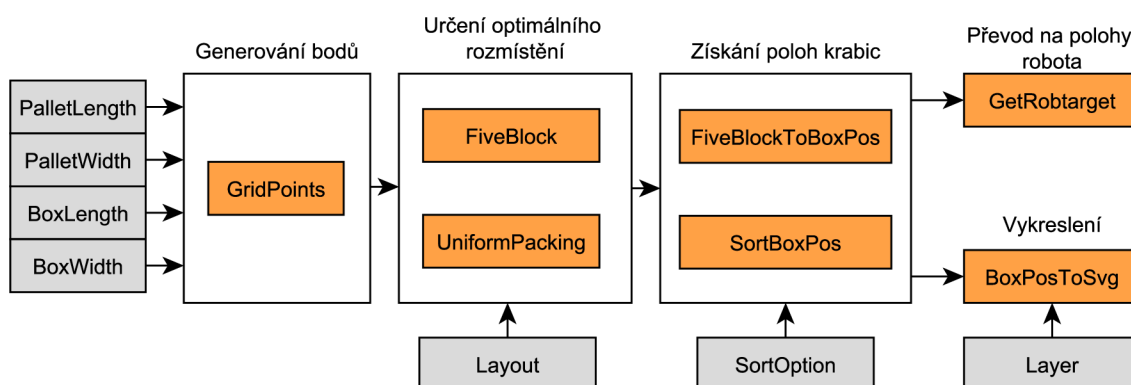 Generování bodů
Určení optimálního
rozmístění
Získání poloh krabic
Převod na polohy
robota
PalletLength
PalletWidth
BoxLength
BoxWidth
GridPoints
FiveBlock
UniformPacking
FiveBlockToBoxPos
SortBoxPos
GetRobtarget
Vykreslení
BoxPosToSvg
Layout
SortOption
Layer